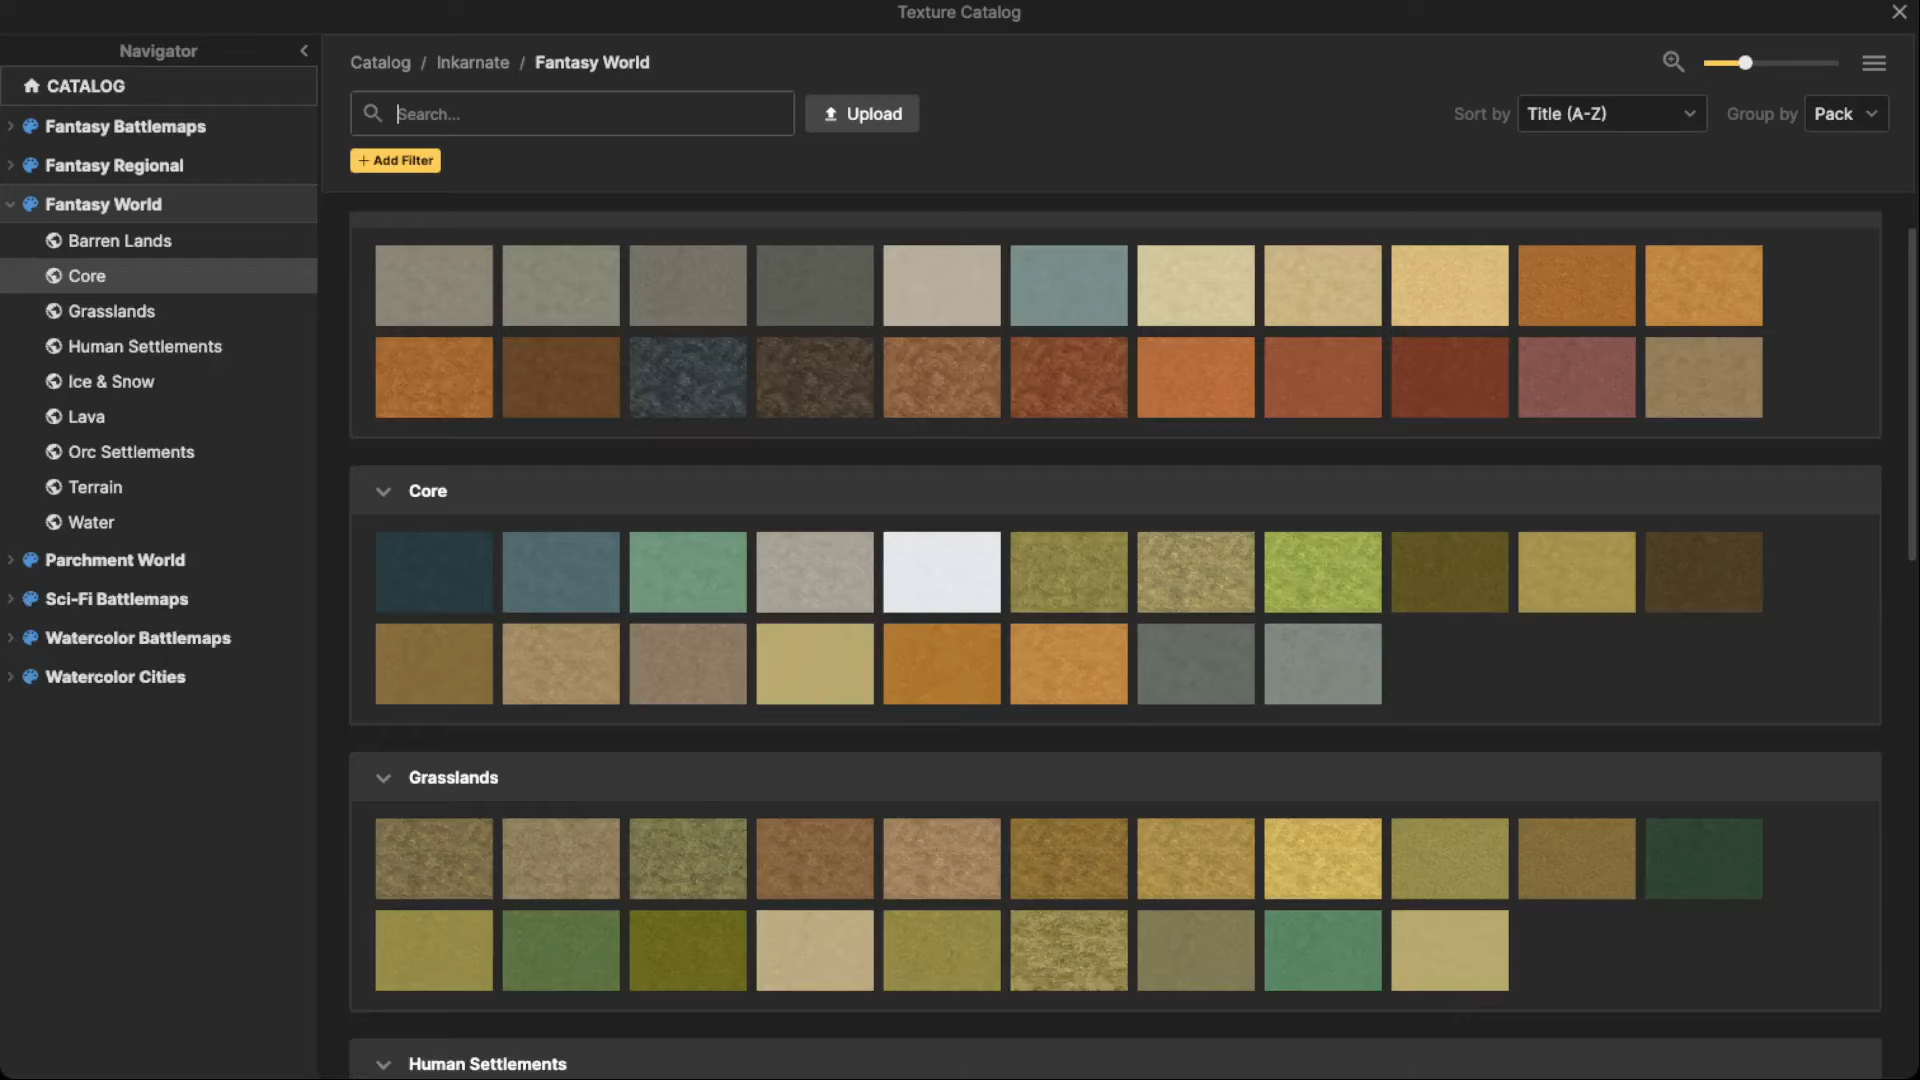 Texture Catalog
Navigator
CATALOG
Fantasy Battlemaps
Fantasy Regional
Fantasy World
Barren Lands
Core
Grasslands
Human Settlements
Ice & Snow
Lava
Orc Settlements
Terrain
Water
Parchment World
Sci-Fi Battlemaps
Watercolor Battlemaps
Watercolor Cities
Catalog / Inkarnate / Fantasy World
Search...
Upload
Sort by Title (A-Z) Group by Pack
+ Add Filter
Core
Grasslands
Human Settlements